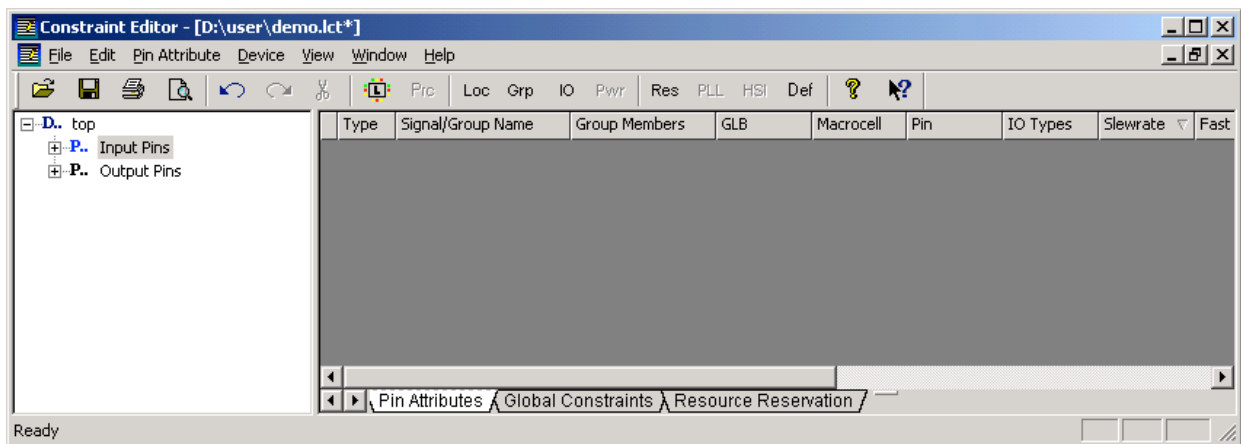 Constraint Editor - [D:\user\demo.lct*]
File Edit Pin Attribute Device View Window Help
L Prc Loc Grp IO Pwr Res PLL HSI Def ? ?
D.. top
P.. Input Pins
P.. Output Pins
Type Signal/Group Name Group Members GLB Macrocell Pin IO Types Slewrate Fast
Pin Attributes Global Constraints Resource Reservation
Ready